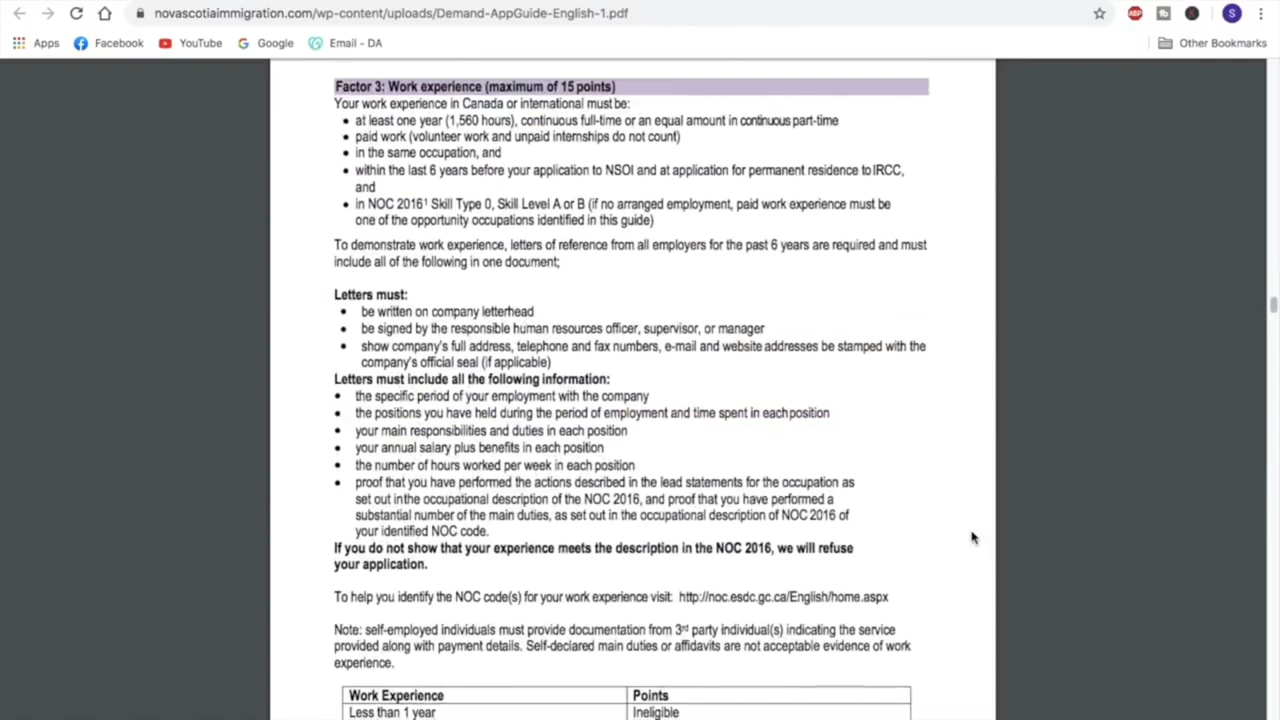 novascotiaimmigration.com/wp-content/uploads/Demand-AppGuide-English-1.pdf
ABP
S
Apps
Facebook
YouTube
Google
Email - DA
Other Bookmarks
Factor 3: Work experience (maximum of 15 points)
Your work experience in Canada or international must be:
• at least one year (1,560 hours), continuous full-time or an equal amount in continuous part-time
• paid work (volunteer work and unpaid internships do not count)
• in the same occupation, and
• within the last 6 years before your application to NSOI and at application for permanent residence to IRCC,
and
• in NOC 2016¹ Skill Type 0, Skill Level A or B (if no arranged employment, paid work experience must be
one of the opportunity occupations identified in this guide)
To demonstrate work experience, letters of reference from all employers for the past 6 years are required and must
include all of the following in one document;
Letters must:
• be written on company letterhead
• be signed by the responsible human resources officer, supervisor, or manager
• show company's full address, telephone and fax numbers, e-mail and website addresses be stamped with the
company's official seal (if applicable)
Letters must include all the following information:
• the specific period of your employment with the company
• the positions you have held during the period of employment and time spent in each position
• your main responsibilities and duties in each position
• your annual salary plus benefits in each position
• the number of hours worked per week in each position
• proof that you have performed the actions described in the lead statements for the occupation as
set out in the occupational description of the NOC 2016, and proof that you have performed a
substantial number of the main duties, as set out in the occupational description of NOC 2016 of
your identified NOC code.
If you do not show that your experience meets the description in the NOC 2016, we will refuse
your application.
To help you identify the NOC code(s) for your work experience visit: http://noc.esdc.gc.ca/English/home.aspx
Note: self-employed individuals must provide documentation from 3rd party individual(s) indicating the service
provided along with payment details. Self-declared main duties or affidavits are not acceptable evidence of work
experience.
Work Experience Points
Less than 1 year Ineligible